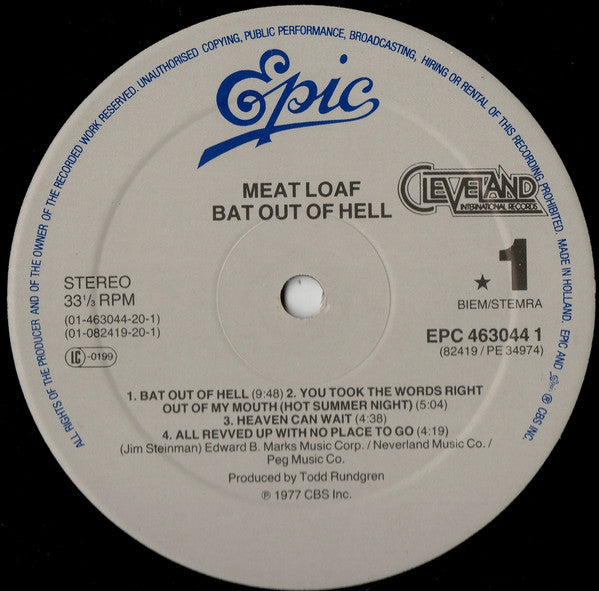 ALL RIGHTS OF THE PRODUCER AND OF THE OWNER OF THE RECORDED WORK RESERVED. UNAUTHORISED COPYING, PUBLIC PERFORMANCE, BROADCASTING, HIRING OR RENTAL OF THIS RECORDING PROHIBITED. MADE IN HOLLAND. EPIC AND
℗ CBS INC.
Epic
MEAT LOAF
BAT OUT OF HELL
CLEVELAND
INTERNATIONAL RECORDS
STEREO
33 1/3 RPM
(01-463044-20-1)
(01-082419-20-1)
LC -0199
★ 1
BIEM/STEMRA
EPC 463044 1
(82419 / PE 34974)
1. BAT OUT OF HELL (9:48) 2. YOU TOOK THE WORDS RIGHT
OUT OF MY MOUTH (HOT SUMMER NIGHT) (5:04)
3. HEAVEN CAN WAIT (4:38)
4. ALL REVVED UP WITH NO PLACE TO GO (4:19)
(Jim Steinman) Edward B. Marks Music Corp. / Neverland Music Co. /
Peg Music Co.
Produced by Todd Rundgren
℗ 1977 CBS Inc.